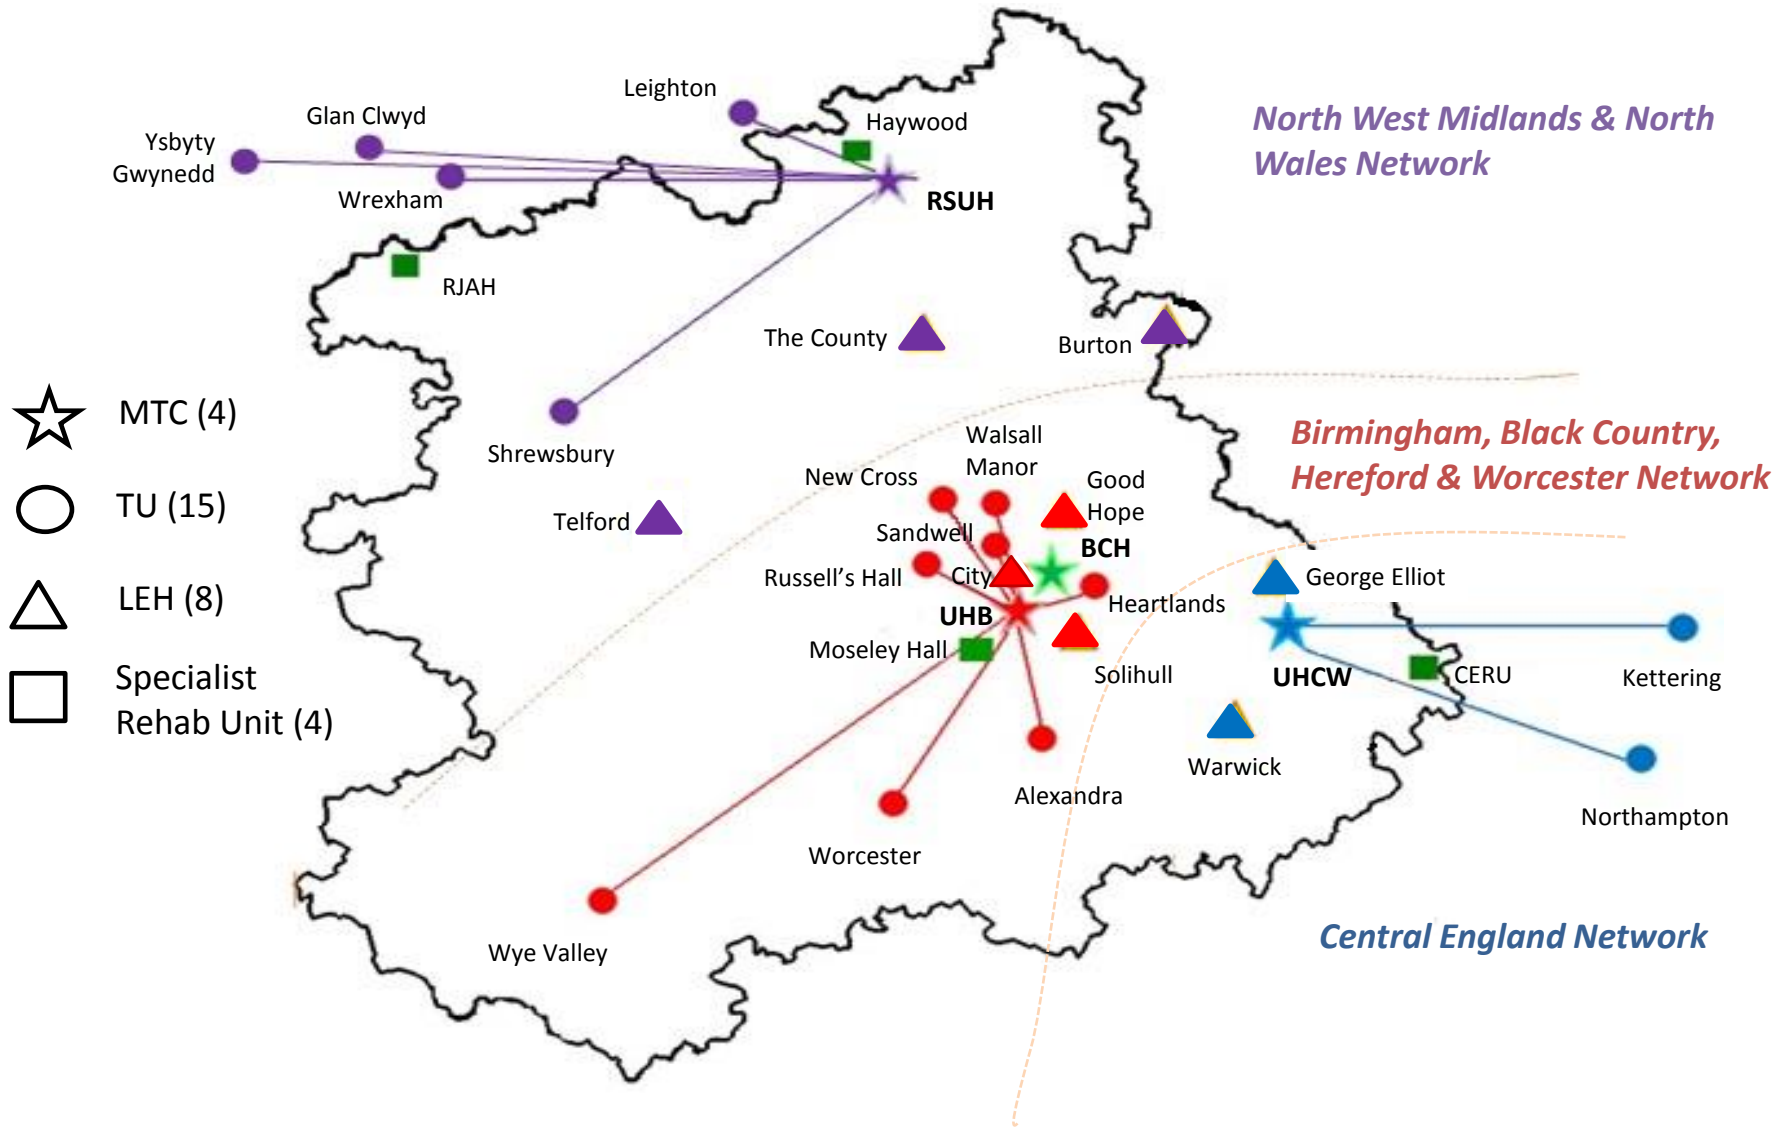 Leighton
Glan Clwyd
Haywood
Ysbyty
Gwynedd
Wrexham
RSUH
North West Midlands & North
Wales Network
RJAH
The County
Burton
MTC (4)
Shrewsbury
Walsall
Manor
New Cross
Good
Hope
Birmingham, Black Country,
Hereford & Worcester Network
TU (15)
Telford
Sandwell
BCH
Russell's Hall
City
George Elliot
LEH (8)
UHB
Heartlands
Moseley Hall
Solihull
UHCW
CERU
Kettering
Specialist
Rehab Unit (4)
Warwick
Alexandra
Northampton
Worcester
Wye Valley
Central England Network